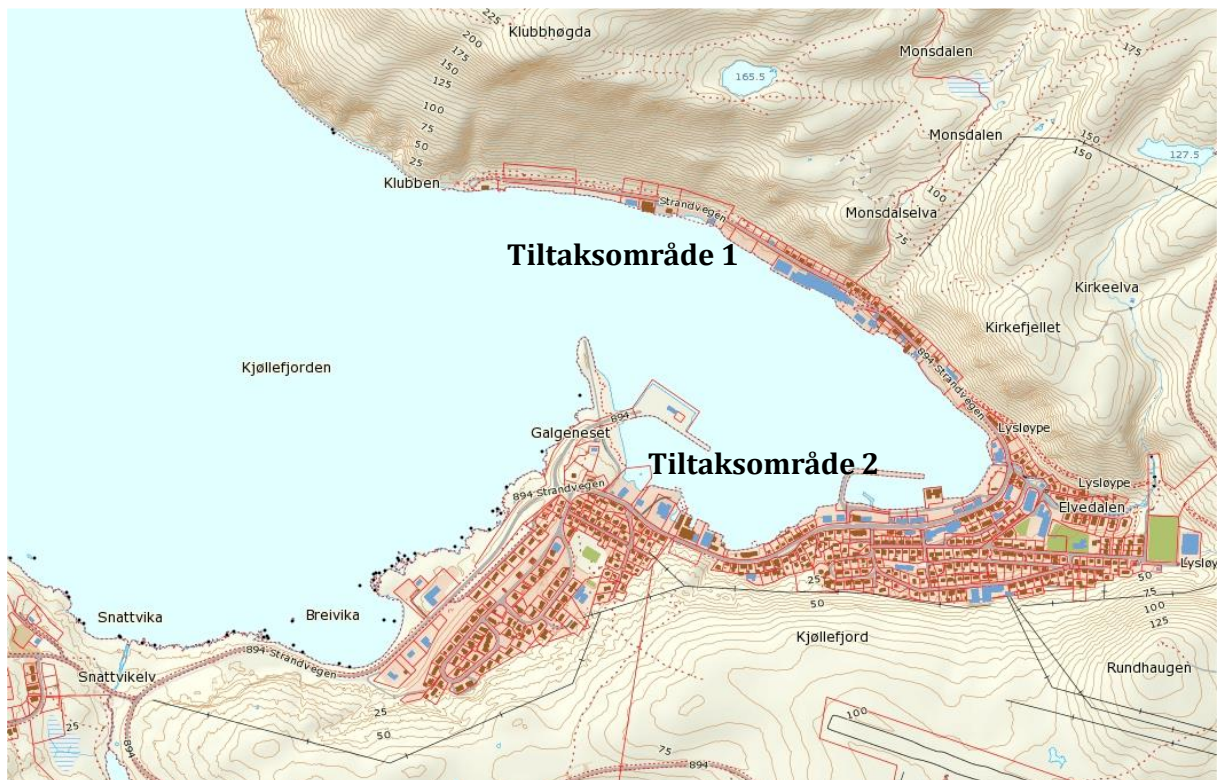 225
Klubbhøgda
200
175
150
125
100
75
50
25
Monsdalen
175
165.5
Monsdalen
150
150
127.5
Klubben
Strandvegen
100
Monsdalselva
75
Tiltaksområde 1
Kirkeelva
Kirkefjellet
Kjøllefjorden
894 Strandvegen
894
Galgeneset
Lysløype
Tiltaksområde 2
894 Strandvegen
Lysløype
Elvedalen
Lysløy
25
50
50
75
100
125
Snattvika
Breivika
Kjøllefjord
894 Strandvegen
Snattvikelv
Rundhaugen
25
25
50
100
894
75
894